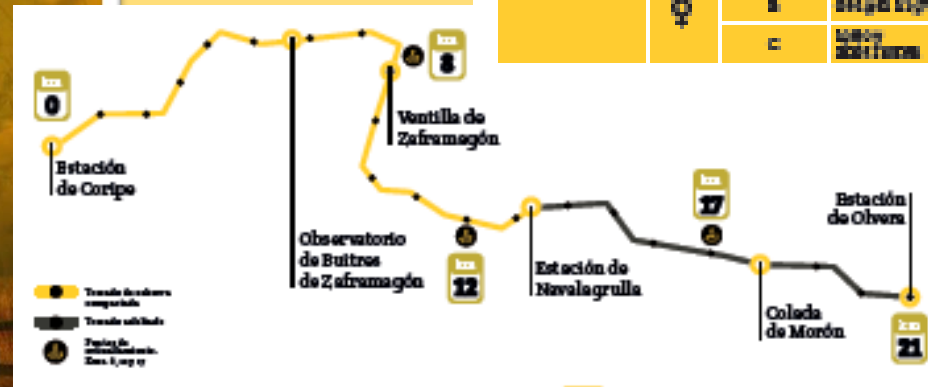 km
0
Estación
de Coripe
Observatorio
de Buitres
de Zaframagón
km
8
Ventilla de
Zaframagón
km
12
Estación de
Navalagrulla
km
17
Colada
de Morón
Estación
de Olvera
km
21
C